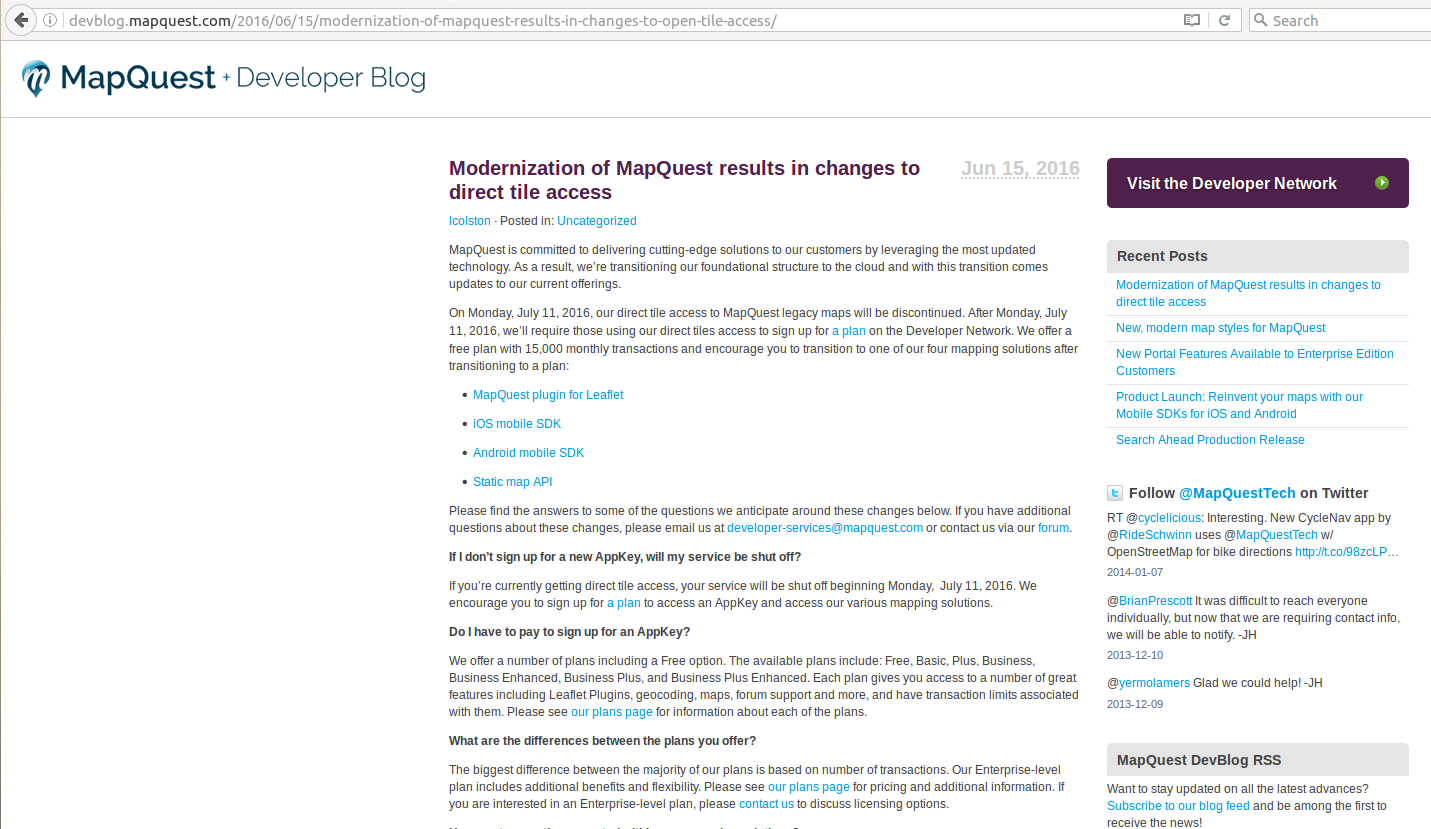 devblog.mapquest.com/2016/06/15/modernization-of-mapquest-results-in-changes-to-open-tile-access/
Search
MapQuest + Developer Blog
Modernization of MapQuest results in changes to
direct tile access
Jun 15, 2016
lcolston · Posted in: Uncategorized
MapQuest is committed to delivering cutting-edge solutions to our customers by leveraging the most updated
technology. As a result, we're transitioning our foundational structure to the cloud and with this transition comes
updates to our current offerings.
On Monday, July 11, 2016, our direct tile access to MapQuest legacy maps will be discontinued. After Monday, July
11, 2016, we'll require those using our direct tiles access to sign up for a plan on the Developer Network. We offer a
free plan with 15,000 monthly transactions and encourage you to transition to one of our four mapping solutions after
transitioning to a plan:
• MapQuest plugin for Leaflet
• iOS mobile SDK
• Android mobile SDK
• Static map API
Please find the answers to some of the questions we anticipate around these changes below. If you have additional
questions about these changes, please email us at developer-services@mapquest.com or contact us via our forum.
If I don't sign up for a new AppKey, will my service be shut off?
If you're currently getting direct tile access, your service will be shut off beginning Monday, July 11, 2016. We
encourage you to sign up for a plan to access an AppKey and access our various mapping solutions.
Do I have to pay to sign up for an AppKey?
We offer a number of plans including a Free option. The available plans include: Free, Basic, Plus, Business,
Business Enhanced, Business Plus, and Business Plus Enhanced. Each plan gives you access to a number of great
features including Leaflet Plugins, geocoding, maps, forum support and more, and have transaction limits associated
with them. Please see our plans page for information about each of the plans.
What are the differences between the plans you offer?
The biggest difference between the majority of our plans is based on number of transactions. Our Enterprise-level
plan includes additional benefits and flexibility. Please see our plans page for pricing and additional information. If
you are interested in an Enterprise-level plan, please contact us to discuss licensing options.
Visit the Developer Network
Recent Posts
Modernization of MapQuest results in changes to
direct tile access
New, modern map styles for MapQuest
New Portal Features Available to Enterprise Edition
Customers
Product Launch: Reinvent your maps with our
Mobile SDKs for iOS and Android
Search Ahead Production Release
Follow @MapQuestTech on Twitter
RT @cyclelicious: Interesting. New CycleNav app by
@RideSchwinn uses @MapQuestTech w/
OpenStreetMap for bike directions http://t.co/98zcLP…
2014-01-07
@BrianPrescott It was difficult to reach everyone
individually, but now that we are requiring contact info,
we will be able to notify. -JH
2013-12-10
@yermolamers Glad we could help! -JH
2013-12-09
MapQuest DevBlog RSS
Want to stay updated on all the latest advances?
Subscribe to our blog feed and be among the first to
receive the news!